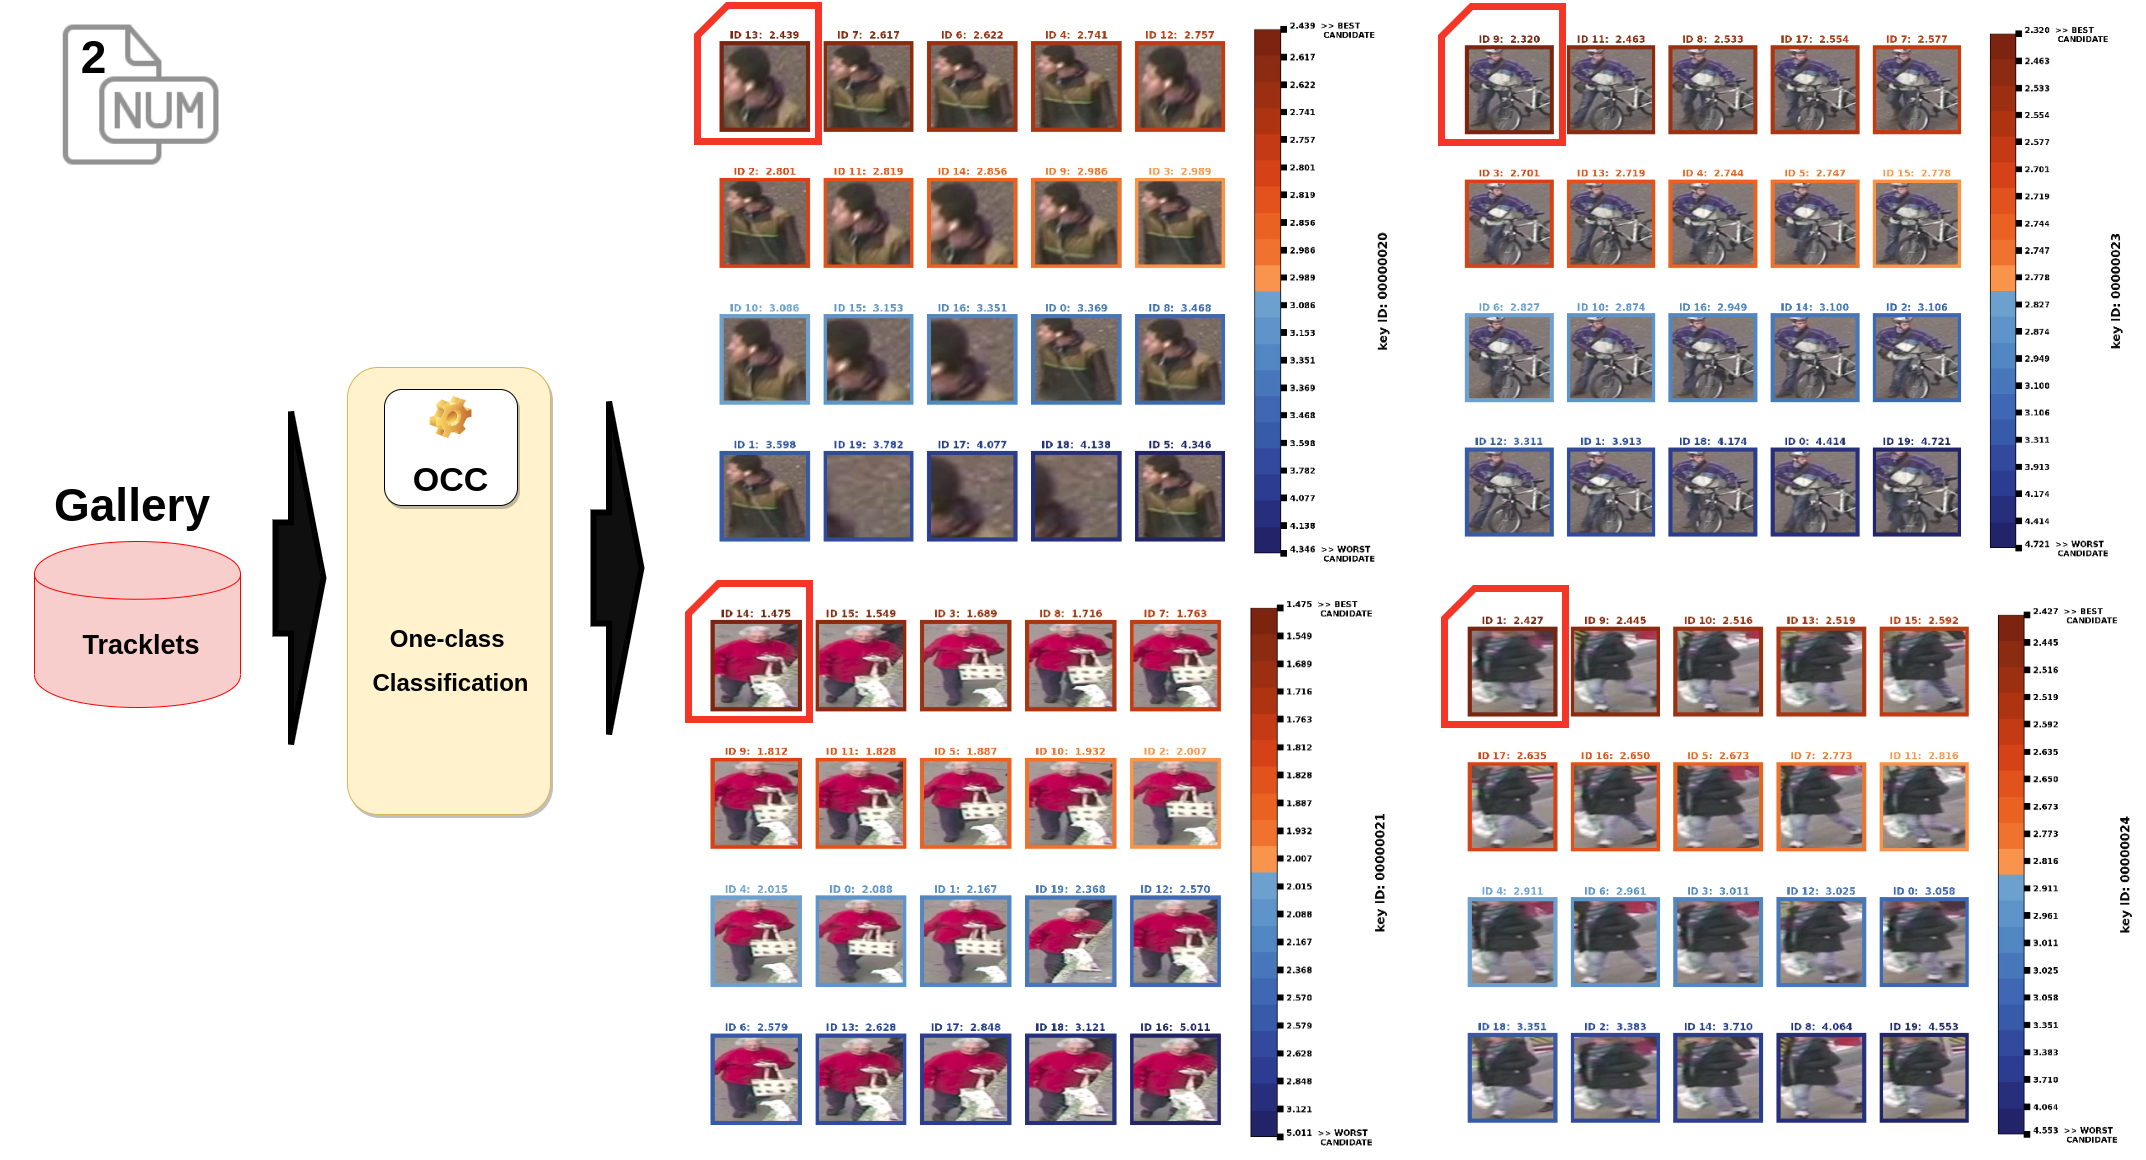 2
NUM
Gallery
Tracklets
OCC
One-class
Classification
ID 13: 2.439 ID 7: 2.617 ID 6: 2.622 ID 4: 2.741 ID 12: 2.757
ID 2: 2.801 ID 11: 2.819 ID 14: 2.856 ID 9: 2.986 ID 3: 2.989
ID 10: 3.086 ID 15: 3.153 ID 16: 3.351 ID 0: 3.369 ID 8: 3.468
ID 1: 3.598 ID 19: 3.782 ID 17: 4.077 ID 18: 4.138 ID 5: 4.346
2.439 >> BEST
CANDIDATE
2.617
2.622
2.741
2.757
2.801
2.819
2.856
2.986
2.989
3.086
3.153
3.351
3.369
3.468
3.598
3.782
4.077
4.138
4.346 >> WORST
CANDIDATE
key ID: 00000020
ID 9: 2.320 ID 11: 2.463 ID 8: 2.533 ID 17: 2.554 ID 7: 2.577
ID 3: 2.701 ID 13: 2.719 ID 4: 2.744 ID 5: 2.747 ID 15: 2.778
ID 6: 2.827 ID 10: 2.874 ID 16: 2.949 ID 14: 3.100 ID 2: 3.106
ID 12: 3.311 ID 1: 3.913 ID 18: 4.174 ID 0: 4.414 ID 19: 4.721
2.320 >> BEST
CANDIDATE
2.463
2.533
2.554
2.577
2.701
2.719
2.744
2.747
2.778
2.827
2.874
2.949
3.100
3.106
3.311
3.913
4.174
4.414
4.721 >> WORST
CANDIDATE
key ID: 00000023
ID 14: 1.475 ID 15: 1.549 ID 3: 1.689 ID 8: 1.716 ID 7: 1.763
ID 9: 1.812 ID 11: 1.828 ID 5: 1.887 ID 10: 1.932 ID 2: 2.007
ID 4: 2.015 ID 0: 2.088 ID 1: 2.167 ID 19: 2.368 ID 12: 2.570
ID 6: 2.579 ID 13: 2.628 ID 17: 2.848 ID 18: 3.121 ID 16: 5.011
1.475 >> BEST
CANDIDATE
1.549
1.689
1.716
1.763
1.812
1.828
1.887
1.932
2.007
2.015
2.088
2.167
2.368
2.570
2.579
2.628
2.848
3.121
5.011 >> WORST
CANDIDATE
key ID: 00000021
ID 1: 2.427 ID 9: 2.445 ID 10: 2.516 ID 13: 2.519 ID 15: 2.592
ID 17: 2.635 ID 16: 2.650 ID 5: 2.673 ID 7: 2.773 ID 11: 2.816
ID 4: 2.911 ID 6: 2.961 ID 3: 3.011 ID 12: 3.025 ID 0: 3.058
ID 18: 3.351 ID 2: 3.383 ID 14: 3.710 ID 8: 4.064 ID 19: 4.553
2.427 >> BEST
CANDIDATE
2.445
2.516
2.519
2.592
2.635
2.650
2.673
2.773
2.816
2.911
2.961
3.011
3.025
3.058
3.351
3.383
3.710
4.064
4.553 >> WORST
CANDIDATE
key ID: 00000024